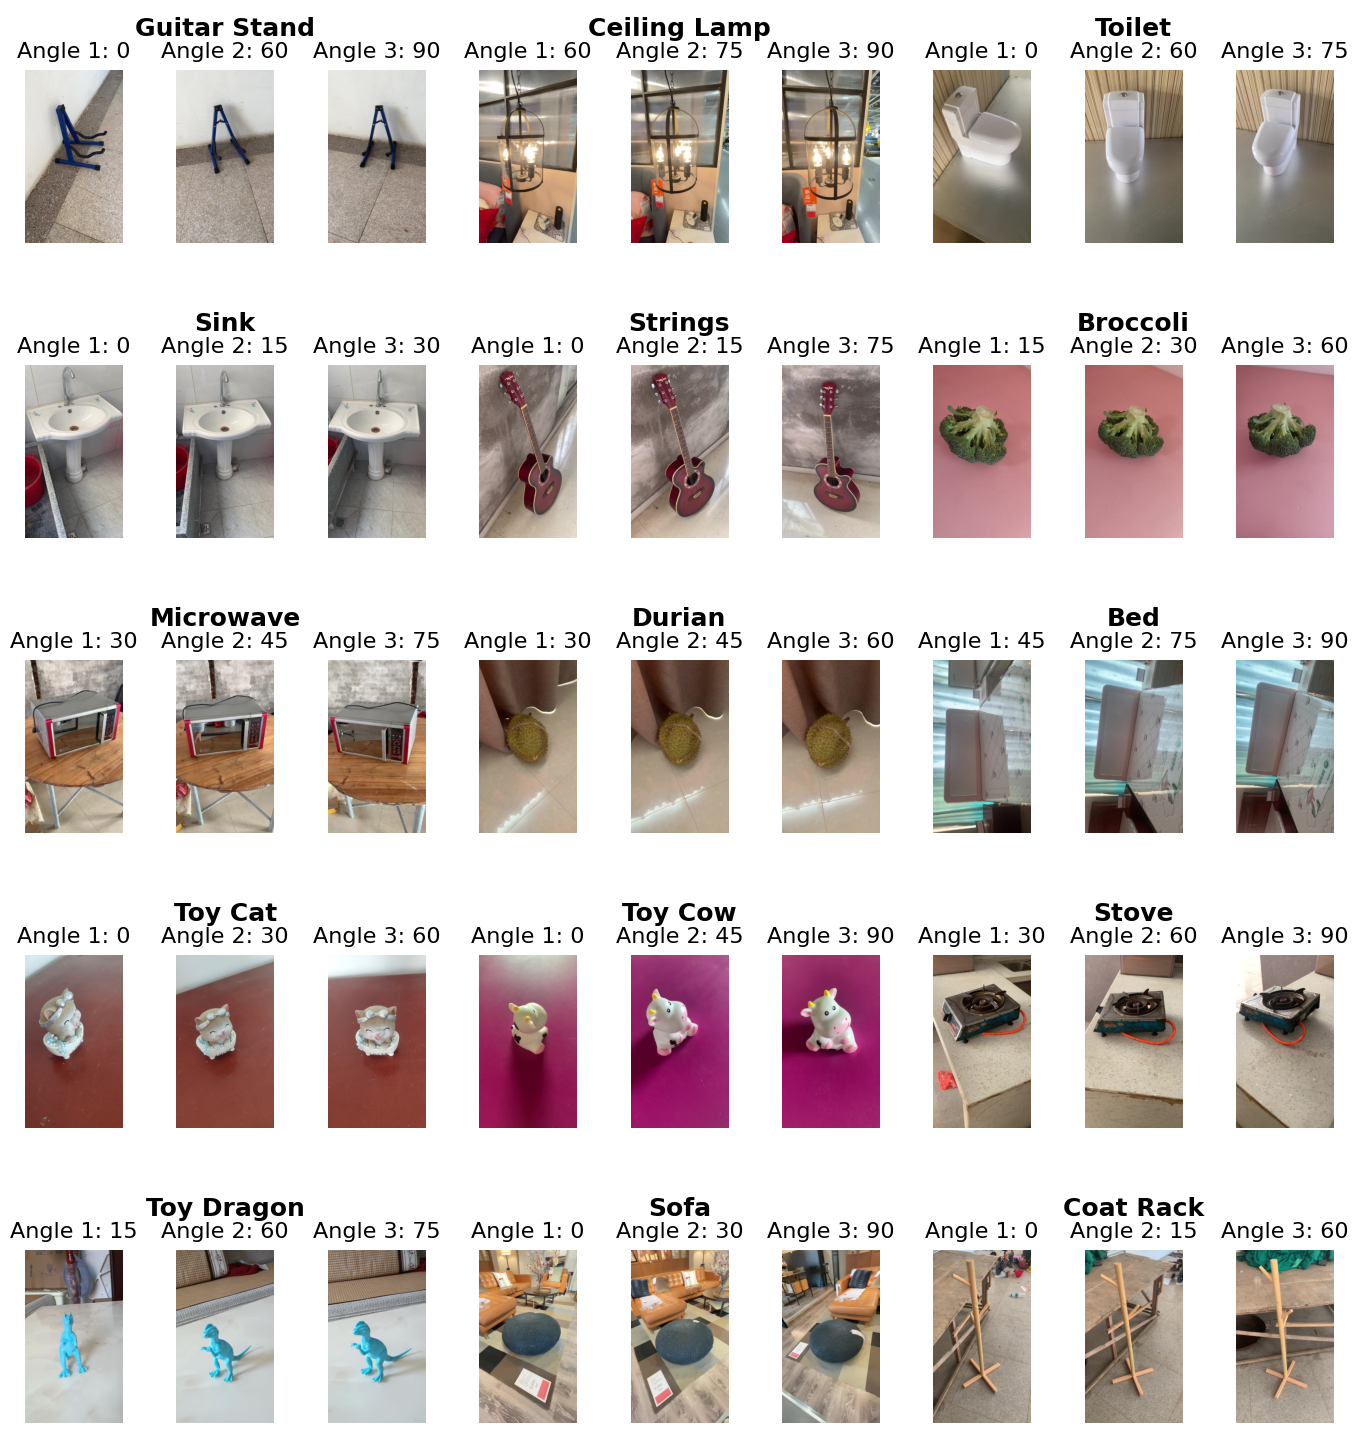 Guitar Stand
Angle 1: 0 Angle 2: 60 Angle 3: 90
Ceiling Lamp
Angle 1: 60 Angle 2: 75 Angle 3: 90
Toilet
Angle 1: 0 Angle 2: 60 Angle 3: 75
Sink
Angle 1: 0 Angle 2: 15 Angle 3: 30
Strings
Angle 1: 0 Angle 2: 15 Angle 3: 75
Broccoli
Angle 1: 15 Angle 2: 30 Angle 3: 60
Microwave
Angle 1: 30 Angle 2: 45 Angle 3: 75
Durian
Angle 1: 30 Angle 2: 45 Angle 3: 60
Bed
Angle 1: 45 Angle 2: 75 Angle 3: 90
Toy Cat
Angle 1: 0 Angle 2: 30 Angle 3: 60
Toy Cow
Angle 1: 0 Angle 2: 45 Angle 3: 90
Stove
Angle 1: 30 Angle 2: 60 Angle 3: 90
Toy Dragon
Angle 1: 15 Angle 2: 60 Angle 3: 75
Sofa
Angle 1: 0 Angle 2: 30 Angle 3: 90
Coat Rack
Angle 1: 0 Angle 2: 15 Angle 3: 60